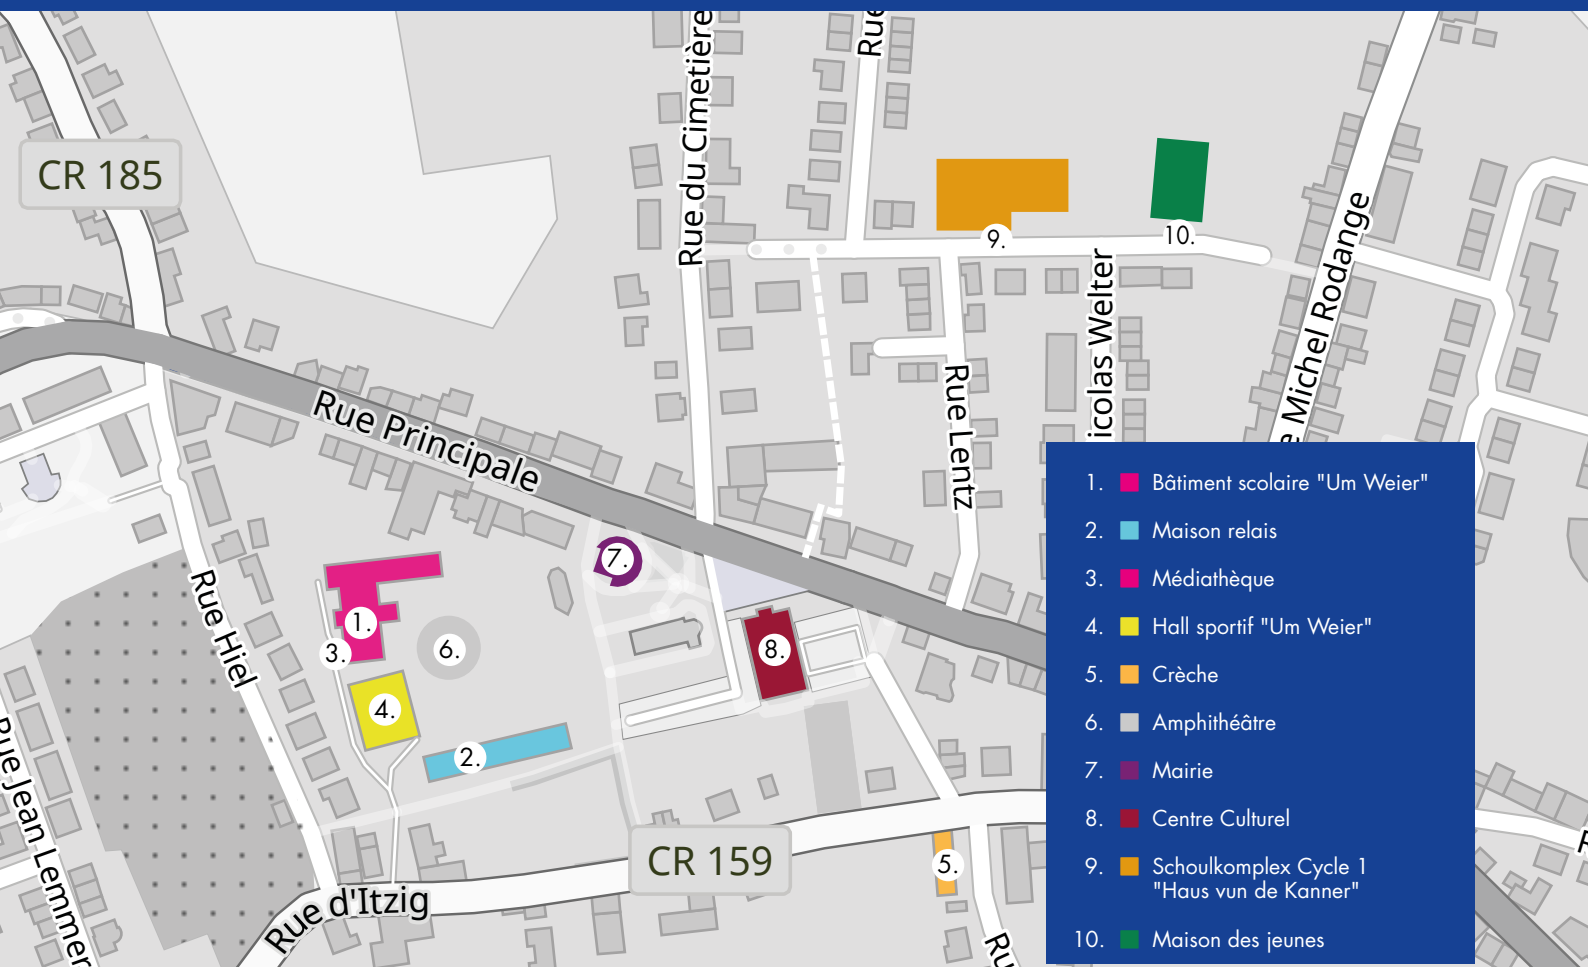 Rue du Cimetière
Rue
CR 185
Rue Michel Rodange
9.
10.
icolas Welter
Rue Lentz
Rue Principale
Rue Hiel
7.
1.
3.
6.
8.
4.
2.
5.
Rue Jean Lemmer
CR 159
Rue d'Itzig
Ru
R
1. Bâtiment scolaire "Um Weier"
2. Maison relais
3. Médiathèque
4. Hall sportif "Um Weier"
5. Crèche
6. Amphithéâtre
7. Mairie
8. Centre Culturel
9. Schoulkomplex Cycle 1
"Haus vun de Kanner"
10. Maison des jeunes